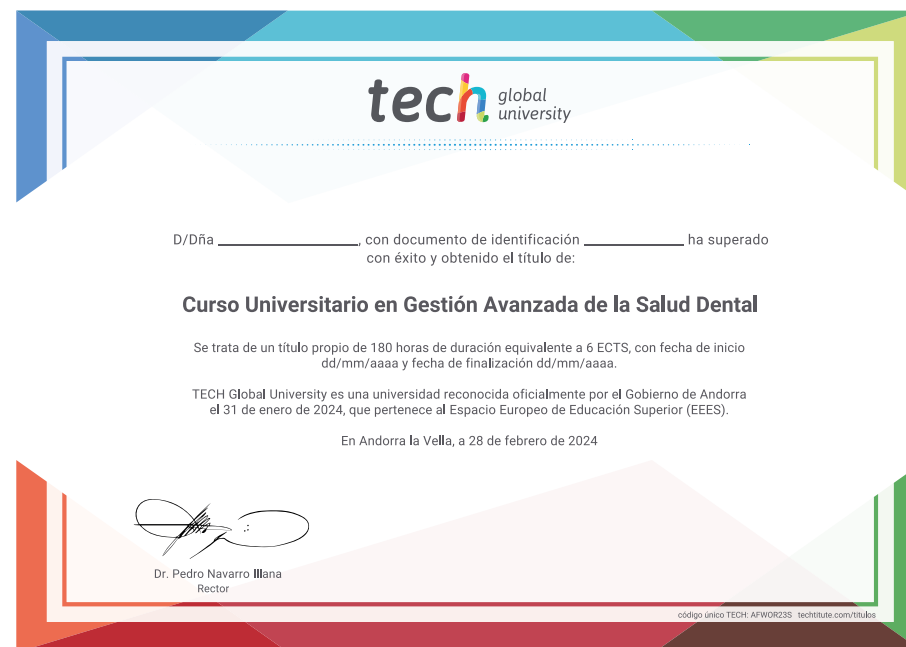 tech global university
D/Dña ____________________, con documento de identificación ______________ ha superado
con éxito y obtenido el título de:
Curso Universitario en Gestión Avanzada de la Salud Dental
Se trata de un título propio de 180 horas de duración equivalente a 6 ECTS, con fecha de inicio
dd/mm/aaaa y fecha de finalización dd/mm/aaaa.
TECH Global University es una universidad reconocida oficialmente por el Gobierno de Andorra
el 31 de enero de 2024, que pertenece al Espacio Europeo de Educación Superior (EEES).
En Andorra la Vella, a 28 de febrero de 2024
Dr. Pedro Navarro Illana
Rector
código único TECH: AFWOR23S techtitute.com/titulos